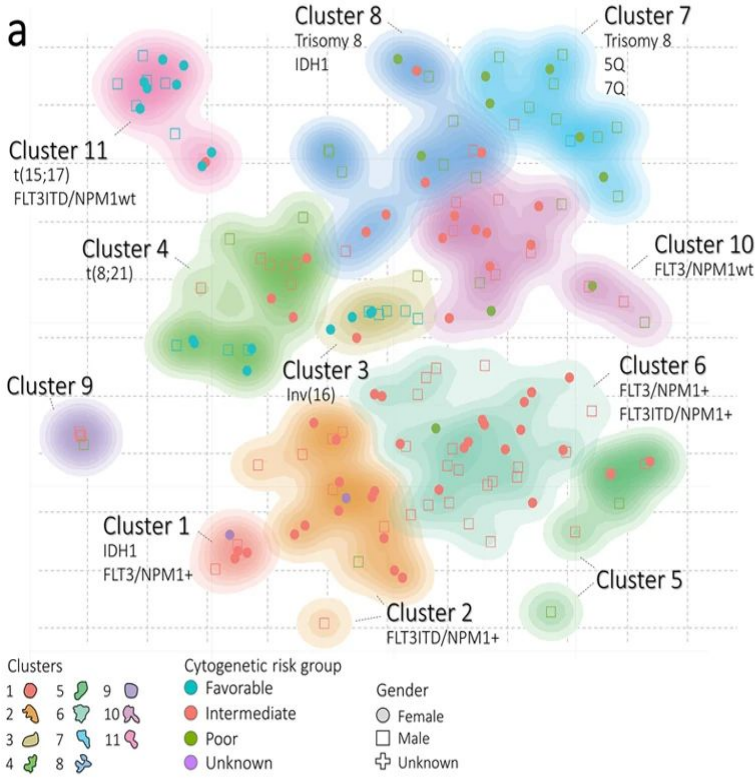 a
Cluster 8
Trisomy 8
IDH1
Cluster 7
Trisomy 8
5Q
7Q
Cluster 11
t(15;17)
FLT3ITD/NPM1wt
Cluster 4
t(8;21)
Cluster 10
FLT3/NPM1wt
Cluster 3
Inv(16)
Cluster 6
FLT3/NPM1+
FLT3ITD/NPM1+
Cluster 9
Cluster 1
IDH1
FLT3/NPM1+
Cluster 5
Cluster 2
FLT3ITD/NPM1+
Clusters
1 5 9
2 6 10
3 7 11
4 8
Cytogenetic risk group
Favorable
Intermediate
Poor
Unknown
Gender
Female
Male
Unknown